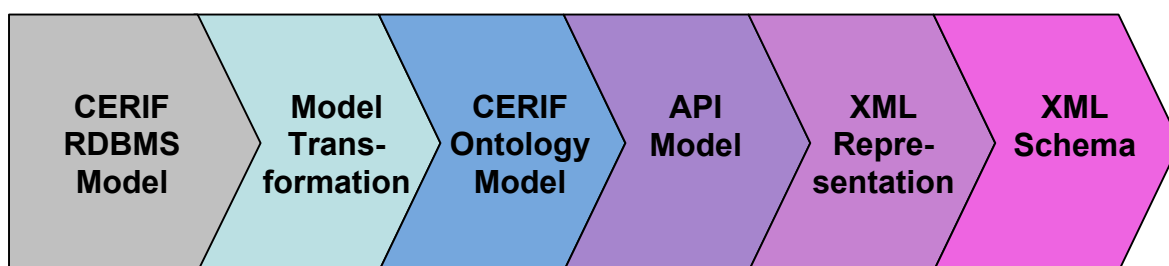 CERIF
RDBMS
Model
Model
Trans-
formation
CERIF
Ontology
Model
API
Model
XML
Repre-
sentation
XML
Schema